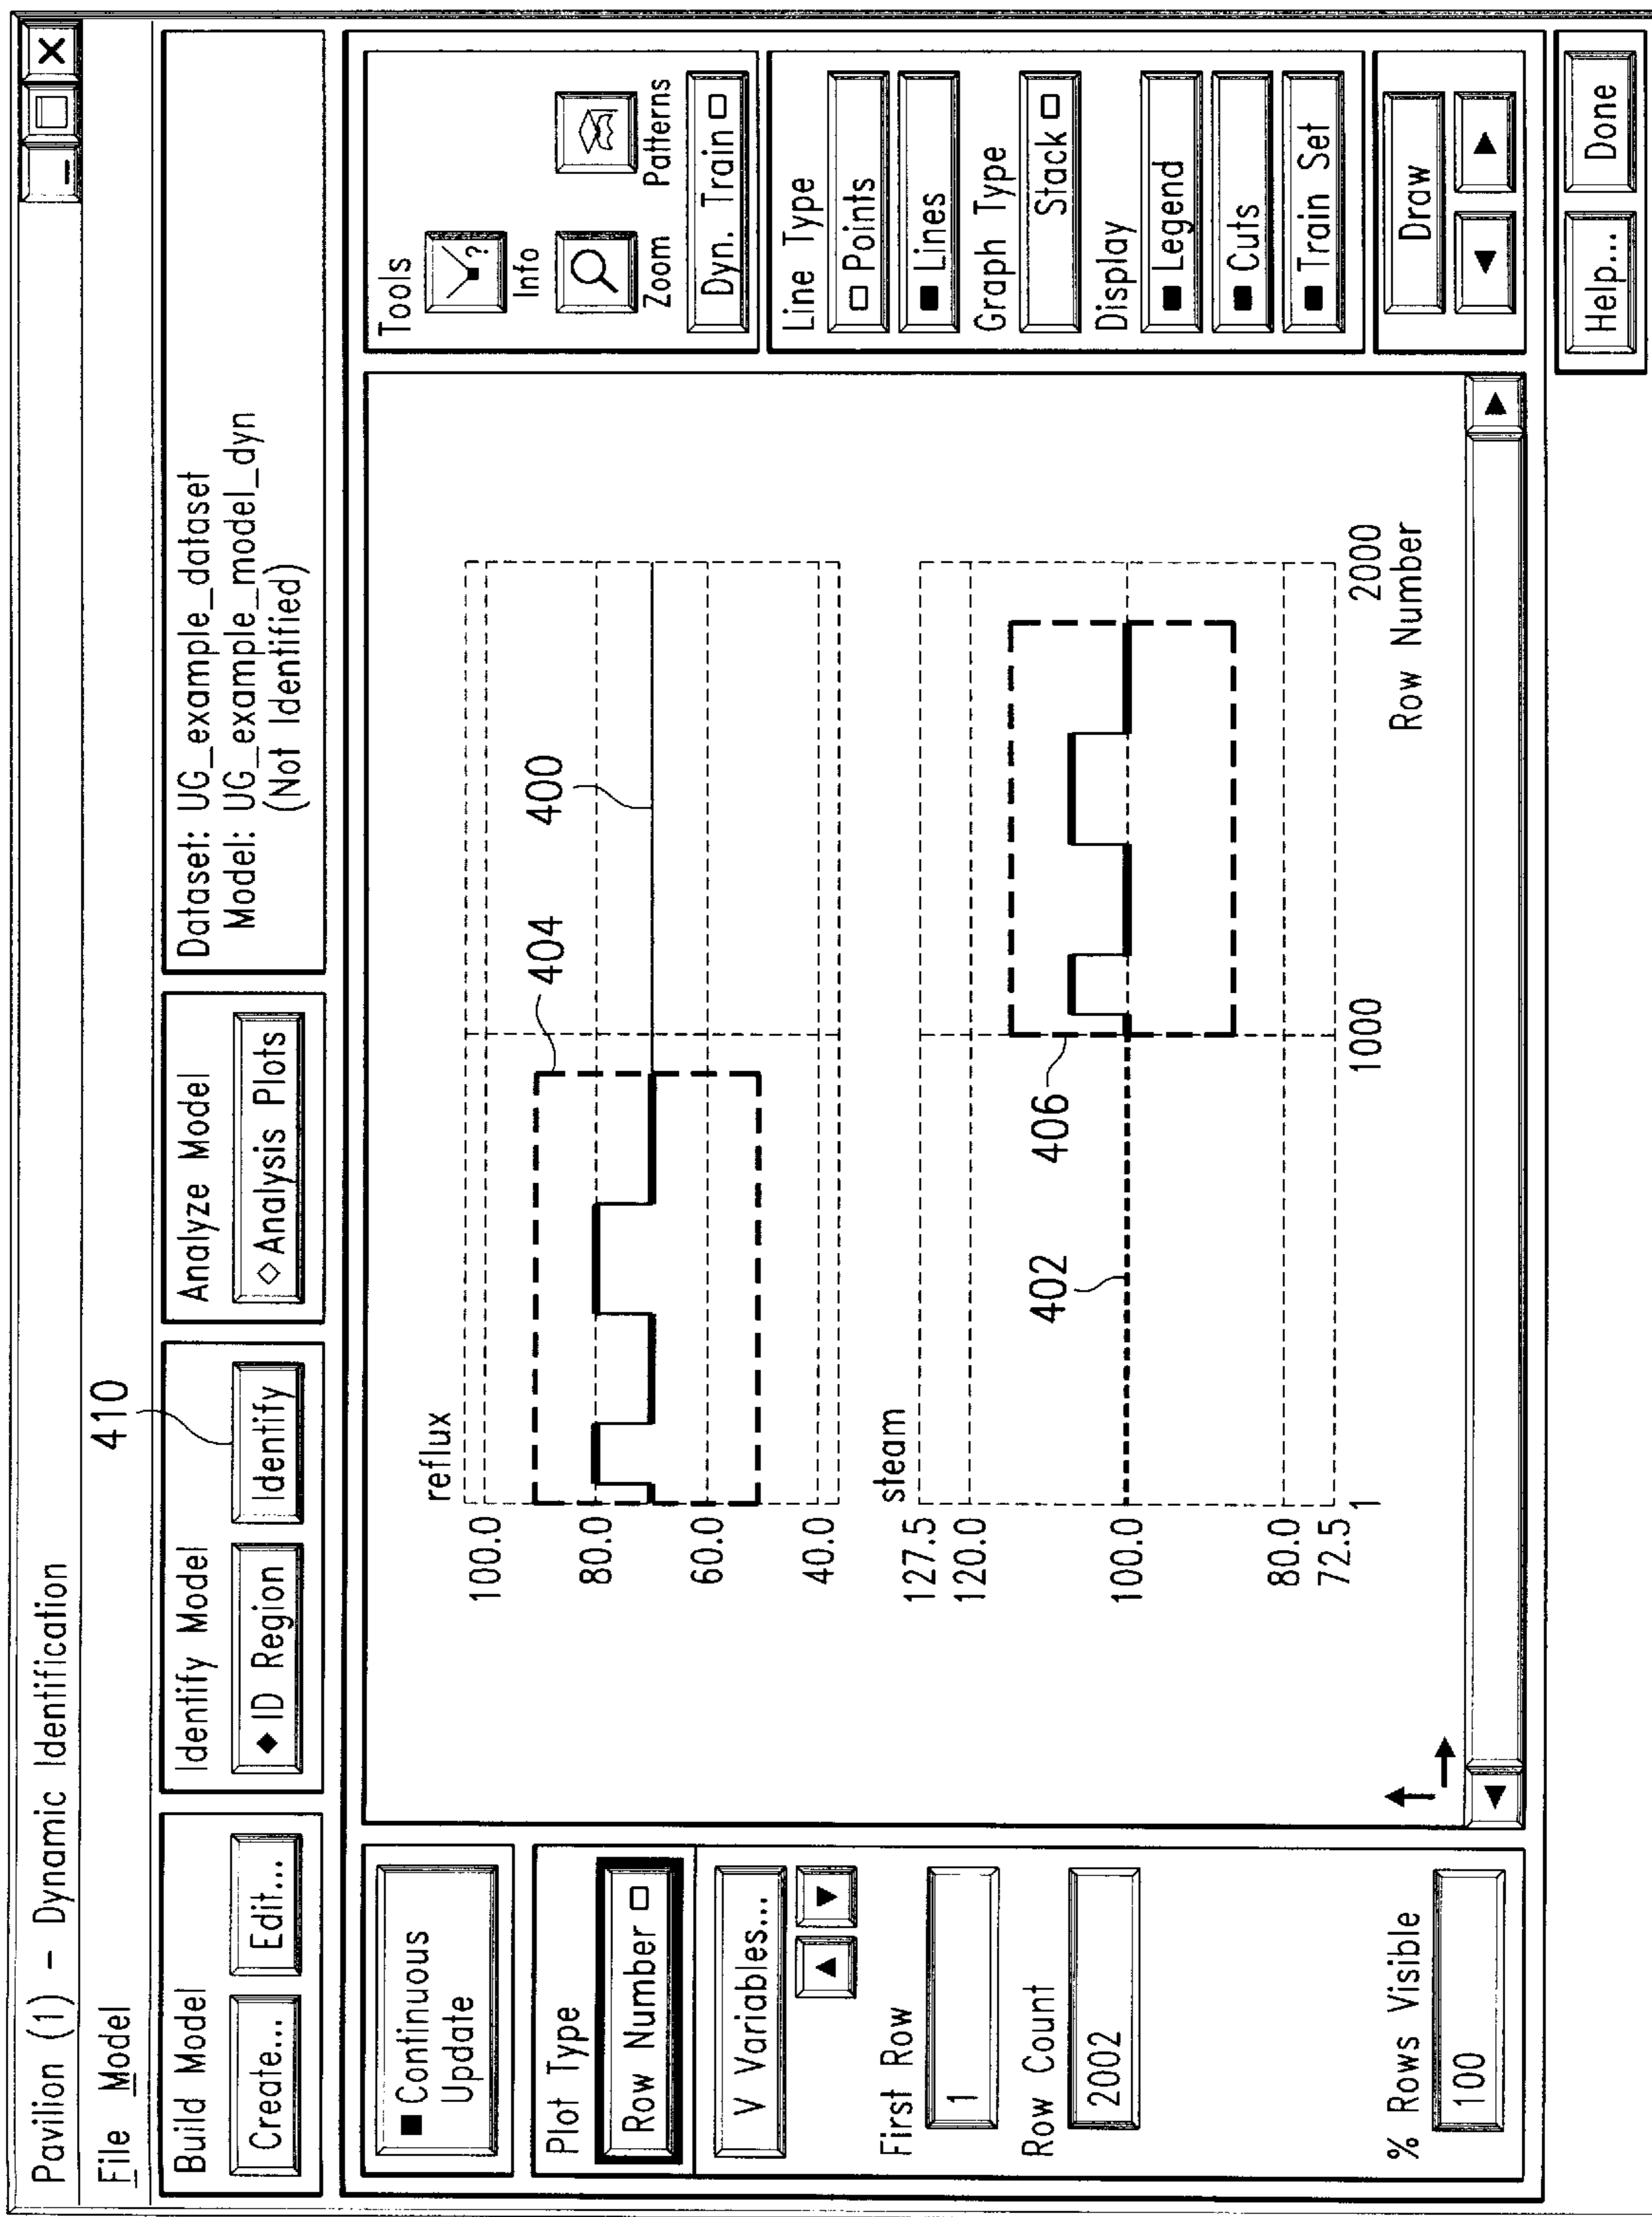 Pavilion (1) – Dynamic Identification
File Model
410
Build Model
Create... Edit...
Identify Model
ID Region Identify
Analyze Model
Analysis Plots
Dataset: UG_example_dataset
Model: UG_example_model_dyn
(Not Identified)
Continuous
Update
Plot Type
Row Number
V Variables...
First Row
1
Row Count
2002
% Rows Visible
100
reflux
100.0
80.0
60.0
40.0
404
400
steam
127.5
120.0
100.0
80.0
72.5
402
406
1
1000
2000
Row Number
Tools
Info
Zoom
Patterns
Dyn. Train
Line Type
Points
Lines
Graph Type
Stack
Display
Legend
Cuts
Train Set
Draw
Help... Done